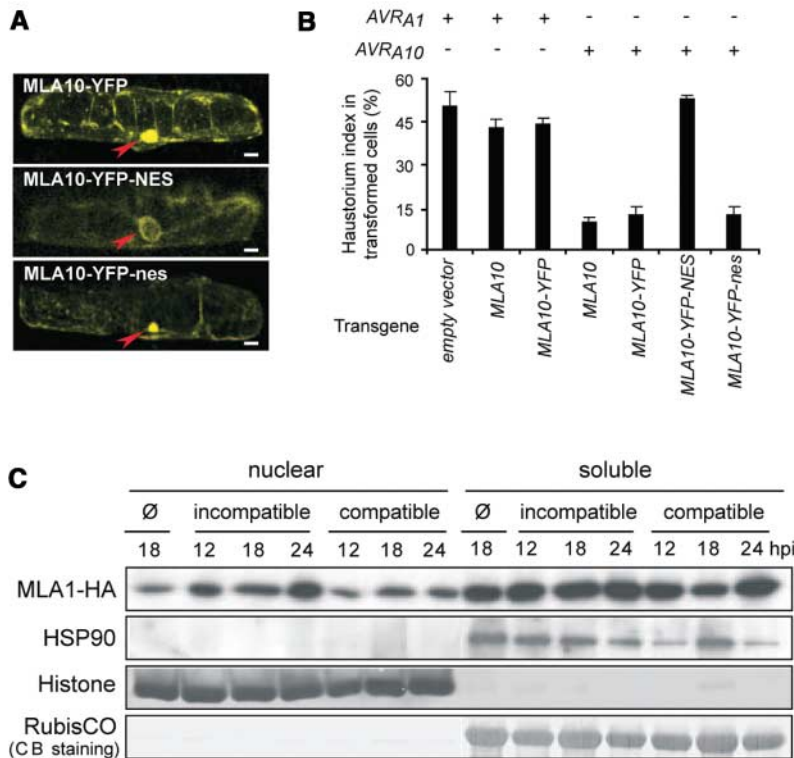 A
MLA10-YFP
MLA10-YFP-NES
MLA10-YFP-nes
B
AVRA1 + + + - - - -
AVRA10 - - - + + + +
Haustorium index in
transformed cells (%)
60
45
30
15
0
Transgene
empty vector
MLA10
MLA10-YFP
MLA10
MLA10-YFP
MLA10-YFP-NES
MLA10-YFP-nes
C
nuclear soluble
Ø incompatible compatible Ø incompatible compatible
18 12 18 24 12 18 24 18 12 18 24 12 18 24 hpi
MLA1-HA
HSP90
Histone
RubisCO
(CB staining)